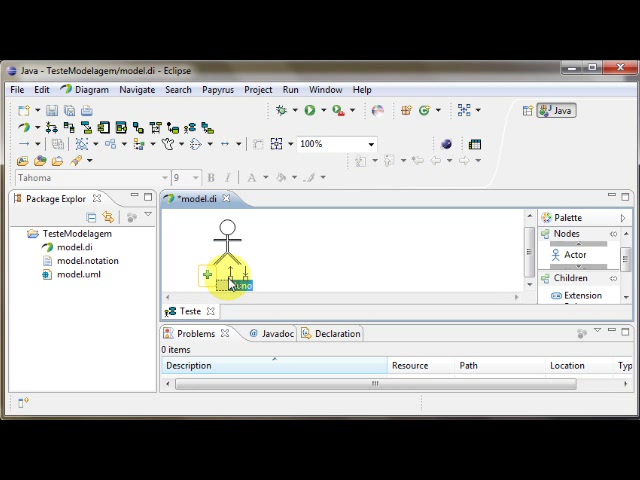 Java - TesteModelagem/model.di - Eclipse
File Edit Diagram Navigate Search Papyrus Project Run Window Help
Java
100%
Tahoma 9 B I A
Package Explor
*model.di
TesteModelagem
model.di
model.notation
model.uml
Palette
Nodes
Actor
Children
Extension
Teste
Problems Javadoc Declaration
0 items
Description Resource Path Location Typ